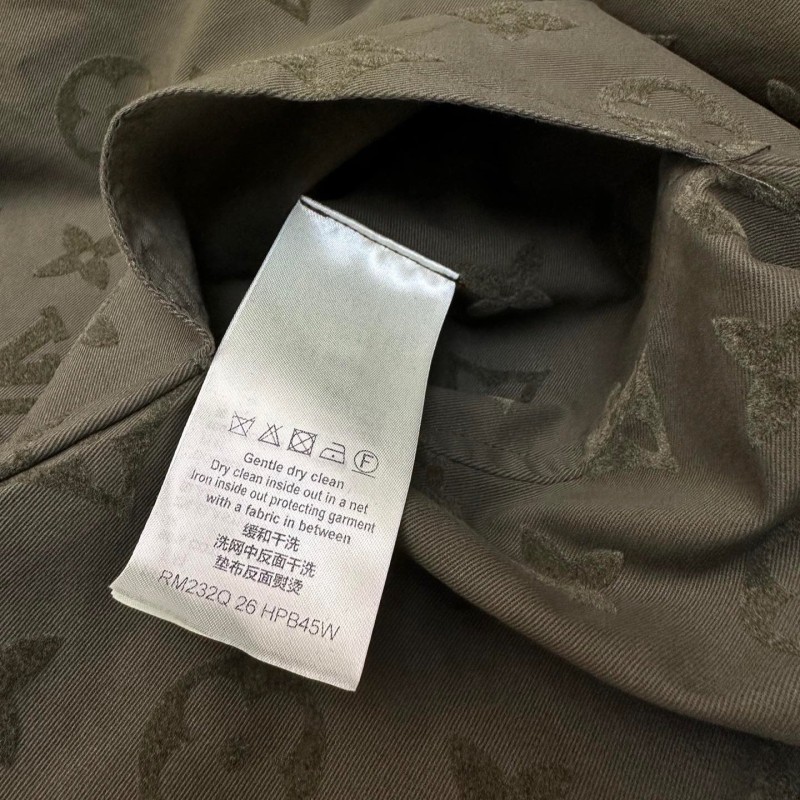 F
Gentle dry clean
Dry clean inside out in a net
Iron inside out protecting garment
with a fabric in between
缓和干洗
洗网中反面干洗
垫布反面熨烫
RM232Q 26 HPB45W